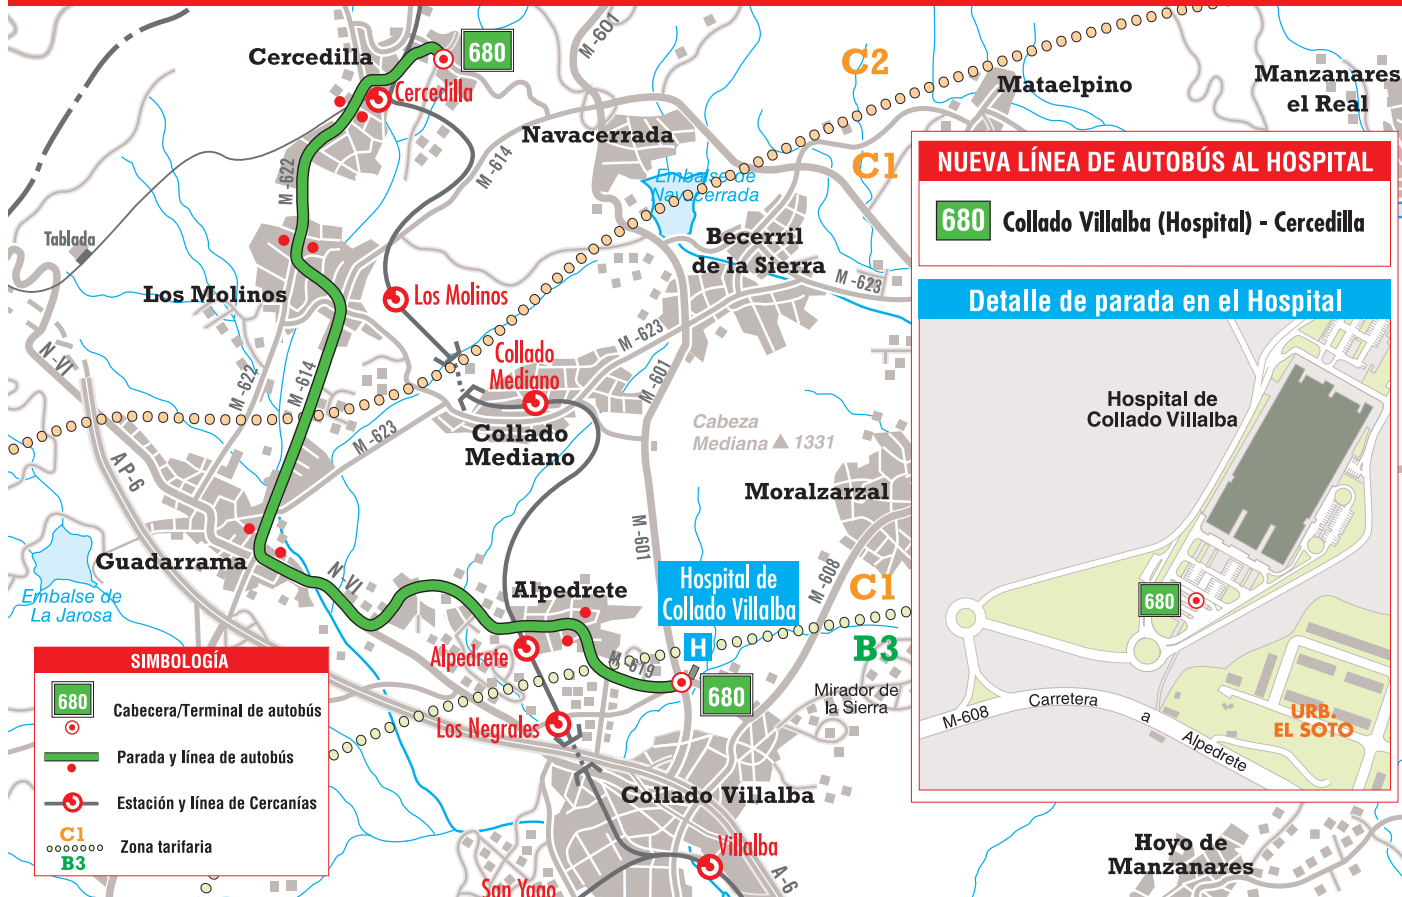 Cercedilla
680
Cercedilla
M-601
C2
Mataelpino
Manzanares
el Real
Navacerrada
M-614
M-622
C1
Embalse de
Navacerrada
Tablada
Becerril
de la Sierra
M-623
Los Molinos
Los Molinos
N-VI
M-622
M-614
M-623
Collado
Mediano
M-601
Collado
Mediano
M-623
Cabeza
Mediana 1331
AP-6
Moralzarzal
M-601
M-608
Guadarrama
N-VI
Embalse de
La Jarosa
Alpedrete
Hospital de
Collado Villalba
H
C1
B3
Alpedrete
M-619
680
Mirador de
la Sierra
Los Negrales
Collado Villalba
Villalba
A-6
San Yago
Hoyo de
Manzanares
SIMBOLOGÍA
680
Cabecera/Terminal de autobús
Parada y línea de autobús
Estación y línea de Cercanías
C1
B3
Zona tarifaria
NUEVA LÍNEA DE AUTOBÚS AL HOSPITAL
680 Collado Villalba (Hospital) - Cercedilla
Detalle de parada en el Hospital
Hospital de
Collado Villalba
680
M-608
Carretera a Alpedrete
URB.
EL SOTO